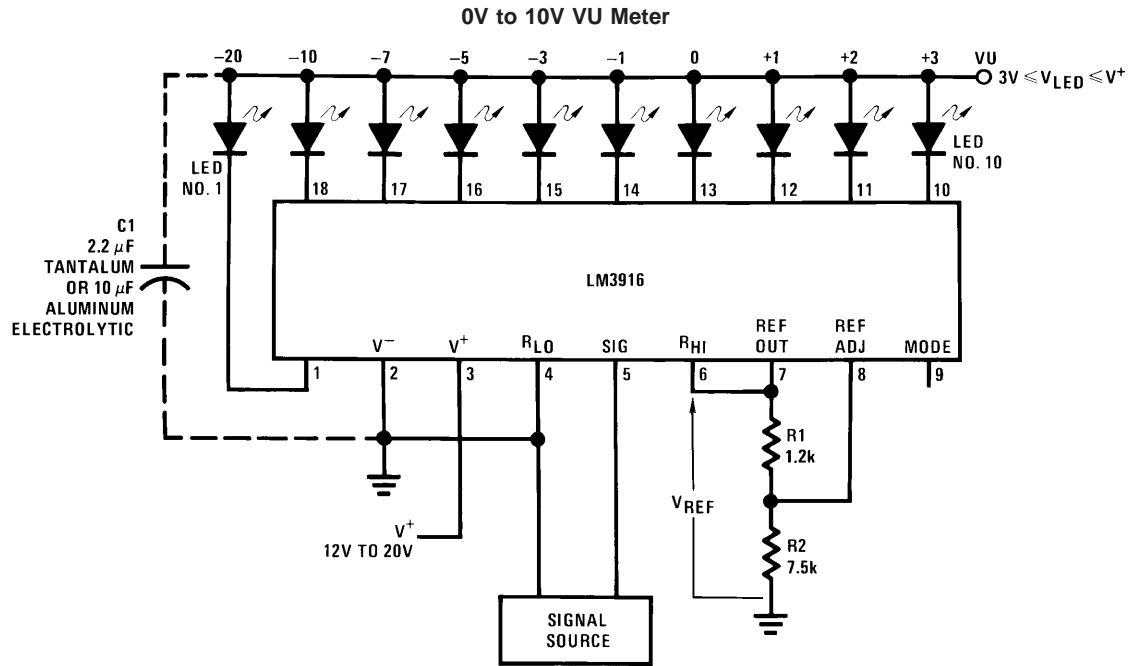 0V to 10V VU Meter
−20 −10 −7 −5 −3 −1 0 +1 +2 +3 VU
3V ≤ V_LED ≤ V⁺
LED
NO. 1
LED
NO. 10
18 17 16 15 14 13 12 11 10
C1
2.2 µF
TANTALUM
OR 10 µF
ALUMINUM
ELECTROLYTIC
LM3916
V⁻ V⁺ R_LO SIG R_HI REF OUT REF ADJ MODE
1 2 3 4 5 6 7 8 9
R1
1.2k
V_REF
R2
7.5k
V⁺
12V TO 20V
SIGNAL
SOURCE